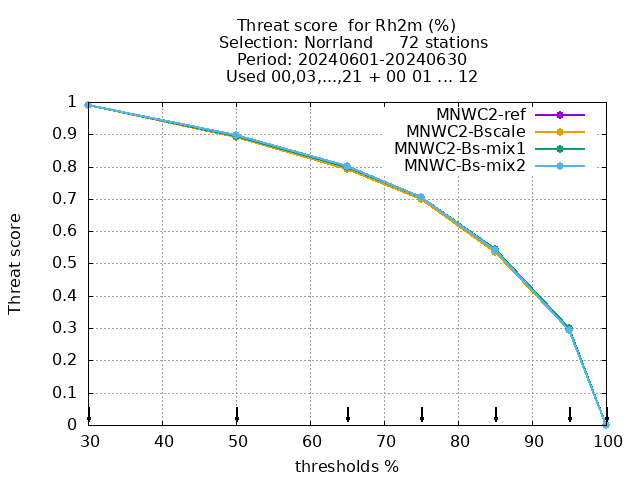 Threat score  for Rh2m (%)
Selection: Norrland     72 stations
Period: 20240601-20240630
Used 00,03,...,21 + 00 01 ... 12
MNWC2-ref
MNWC2-Bscale
MNWC2-Bs-mix1
MNWC-Bs-mix2
Threat score
1
0.9
0.8
0.7
0.6
0.5
0.4
0.3
0.2
0.1
0
30 40 50 60 70 80 90 100
thresholds %